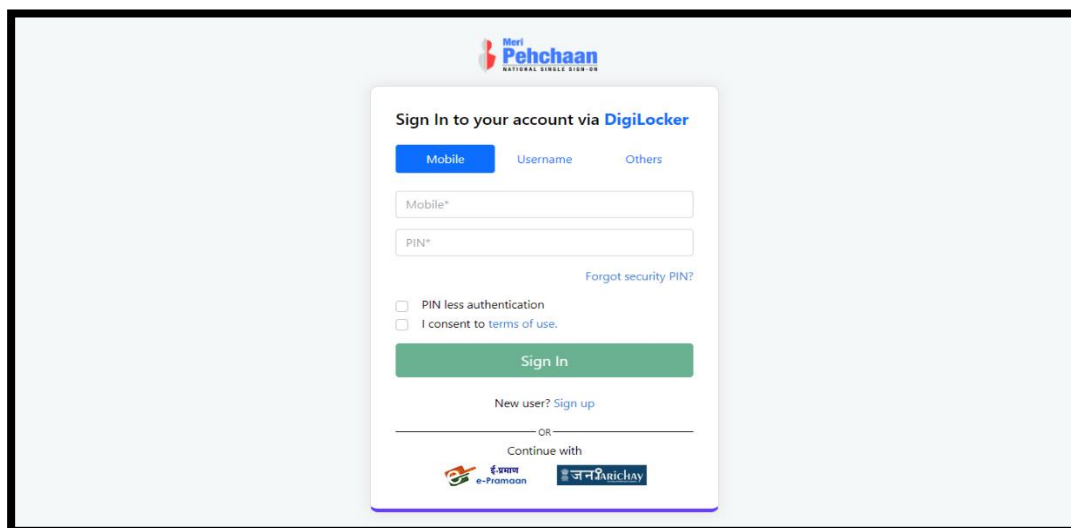 Meri
Pehchaan
NATIONAL SINGLE SIGN-ON
Sign In to your account via DigiLocker
Mobile Username Others
Mobile*
PIN*
Forgot security PIN?
PIN less authentication
I consent to terms of use.
Sign In
New user? Sign up
OR
Continue with
ई-प्रमाण
e-Pramaan
जन PARICHAY